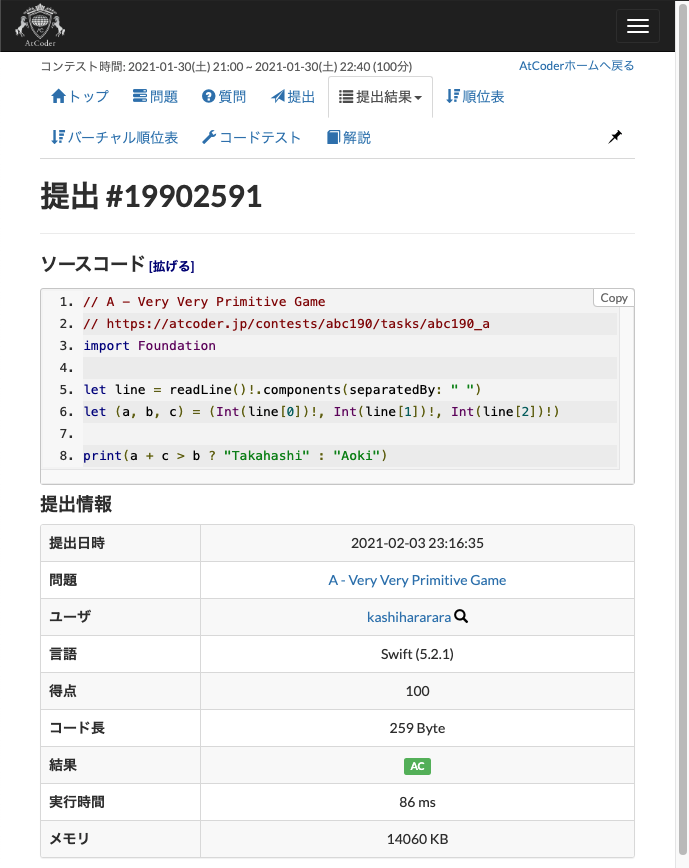 AtCoder
コンテスト時間: 2021-01-30(土) 21:00 ~ 2021-01-30(土) 22:40 (100分)
AtCoderホームへ戻る
トップ 問題 質問 提出 提出結果 順位表
バーチャル順位表 コードテスト 解説
提出 #19902591
ソースコード [拡げる]
Copy
1. // A - Very Very Primitive Game
2. // https://atcoder.jp/contests/abc190/tasks/abc190_a
3. import Foundation
4.
5. let line = readLine()!.components(separatedBy: " ")
6. let (a, b, c) = (Int(line[0])!, Int(line[1])!, Int(line[2])!)
7.
8. print(a + c > b ? "Takahashi" : "Aoki")
提出情報
提出日時 2021-02-03 23:16:35
問題 A - Very Very Primitive Game
ユーザ kashihararara
言語 Swift (5.2.1)
得点 100
コード長 259 Byte
結果 AC
実行時間 86 ms
メモリ 14060 KB